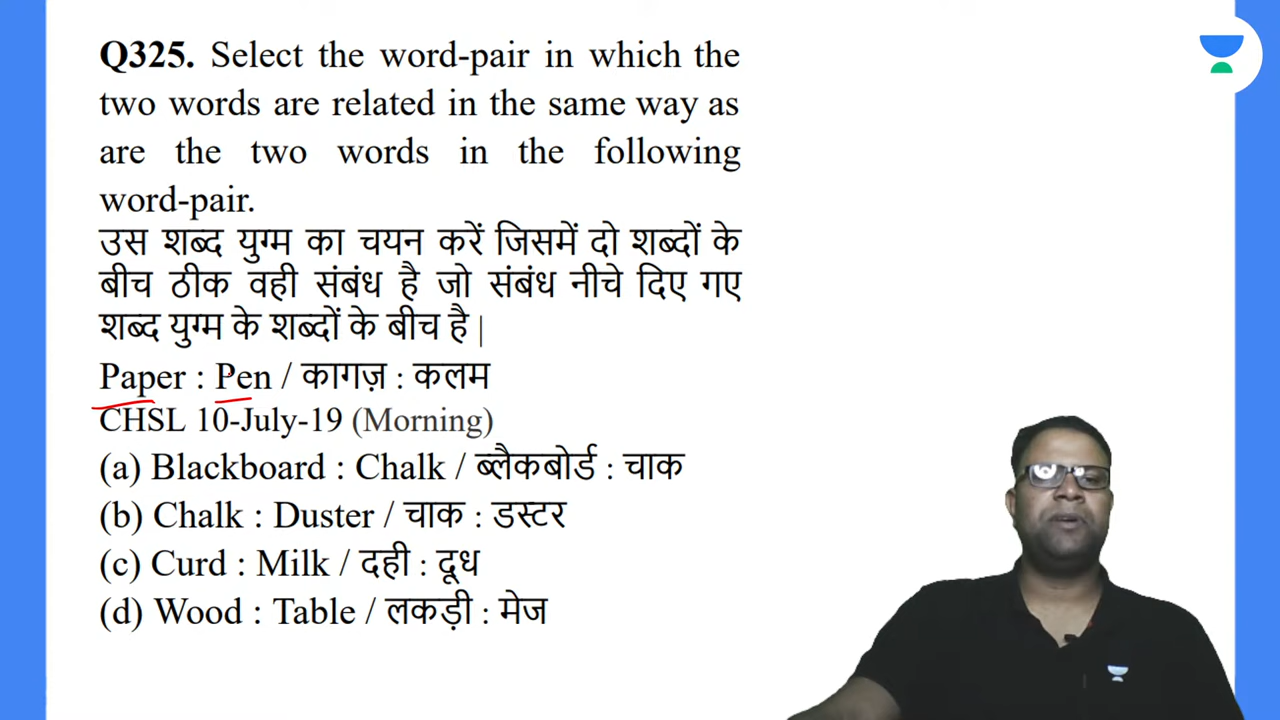 Q325. Select the word-pair in which the
two words are related in the same way as
are the two words in the following
word-pair.
उस शब्द युग्म का चयन करें जिसमें दो शब्दों के
बीच ठीक वही संबंध है जो संबंध नीचे दिए गए
शब्द युग्म के शब्दों के बीच है |
Paper : Pen / कागज़ : कलम
CHSL 10-July-19 (Morning)
(a) Blackboard : Chalk / ब्लैकबोर्ड : चाक
(b) Chalk : Duster / चाक : डस्टर
(c) Curd : Milk / दही : दूध
(d) Wood : Table / लकड़ी : मेज